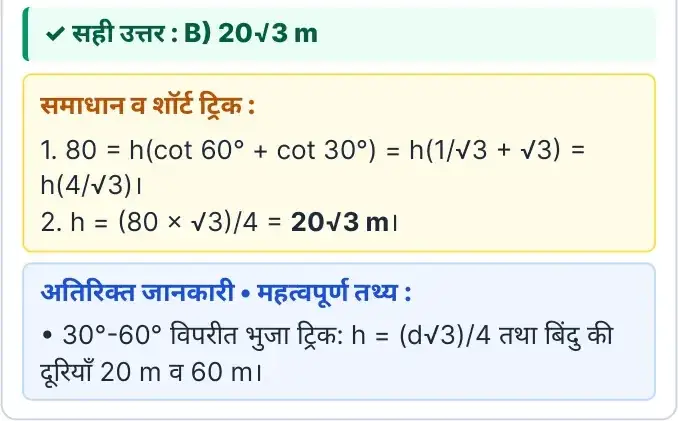 ✓ सही उत्तर : B) 20√3 m
समाधान व शॉर्ट ट्रिक :
1. 80 = h(cot 60° + cot 30°) = h(1/√3 + √3) =
h(4/√3)।
2. h = (80 × √3)/4 = 20√3 m।
अतिरिक्त जानकारी • महत्वपूर्ण तथ्य :
• 30°-60° विपरीत भुजा ट्रिक: h = (d√3)/4 तथा बिंदु की
दूरियाँ 20 m व 60 m।